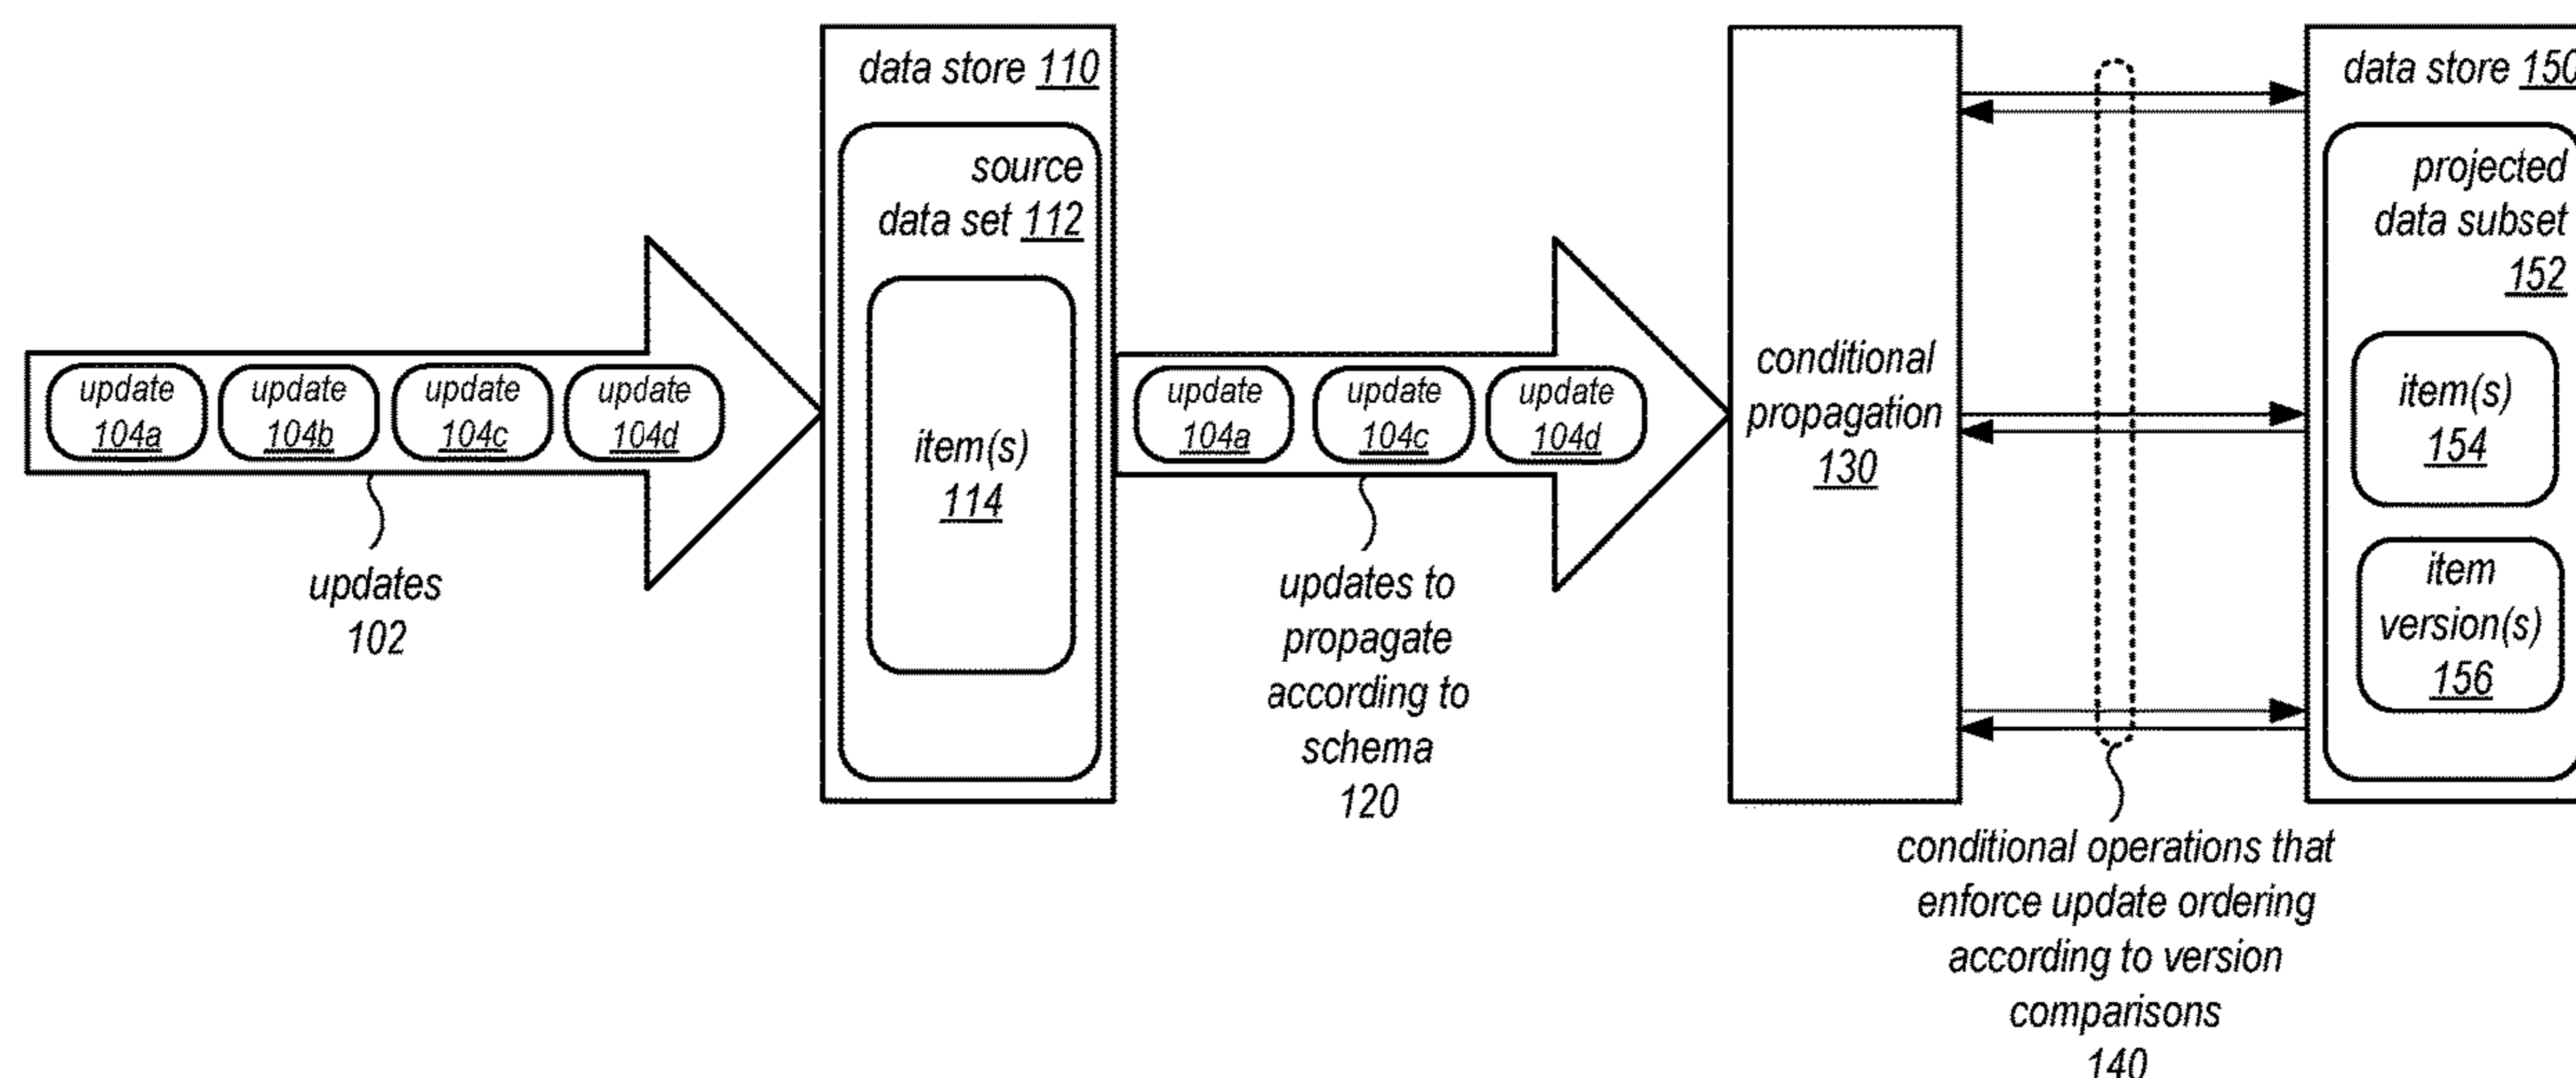 data store 110
source
data set 112
item(s)
114
update
104a
update
104b
update
104c
update
104d
updates
102
update
104a
update
104c
update
104d
updates to
propagate
according to
schema
120
conditional
propagation
130
data store 150
projected
data subset
152
item(s)
154
item
version(s)
156
conditional operations that
enforce update ordering
according to version
comparisons
140